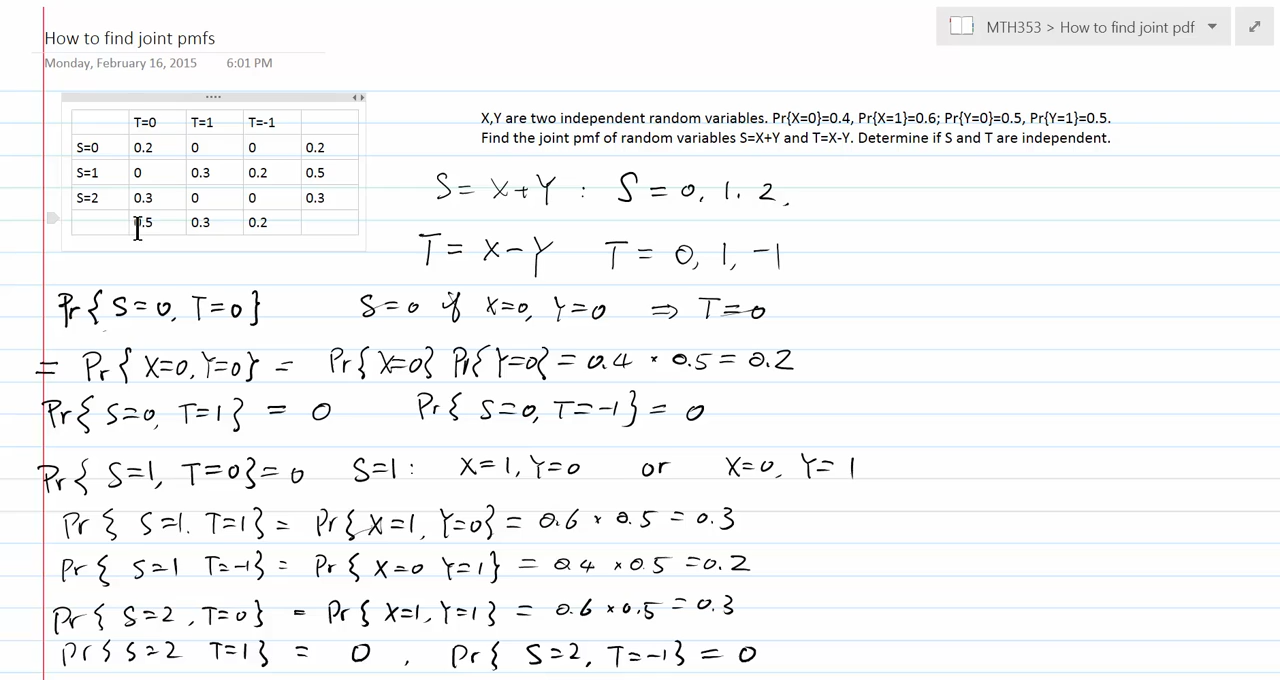 MTH353 > How to find joint pdf
How to find joint pmfs
Monday, February 16, 2015 6:01 PM
T=0 T=1 T=-1
S=0 0.2 0 0 0.2
S=1 0 0.3 0.2 0.5
S=2 0.3 0 0 0.3
0.5 0.3 0.2
X,Y are two independent random variables. Pr{X=0}=0.4, Pr{X=1}=0.6; Pr{Y=0}=0.5, Pr{Y=1}=0.5.
Find the joint pmf of random variables S=X+Y and T=X-Y. Determine if S and T are independent.
S = X + Y : S = 0, 1, 2,
T = X - Y T = 0, 1, -1
Pr{ S=0, T=0} S=0 if X=0, Y=0 ⇒ T=0
= Pr{ X=0, Y=0} = Pr{ X=0} Pr{Y=0} = 0.4 * 0.5 = 0.2
Pr{ S=0, T=1} = 0 Pr{ S=0, T=-1} = 0
Pr{ S=1, T=0} = 0 S=1: X=1, Y=0 or X=0, Y=1
Pr{ S=1. T=1} = Pr{ X=1, Y=0} = 0.6 * 0.5 = 0.3
Pr{ S=1 T=-1} = Pr{ X=0 Y=1} = 0.4 * 0.5 = 0.2
Pr{ S=2, T=0} = Pr{ X=1, Y=1} = 0.6 * 0.5 = 0.3
Pr{ S=2 T=1} = 0, Pr{ S=2, T=-1} = 0